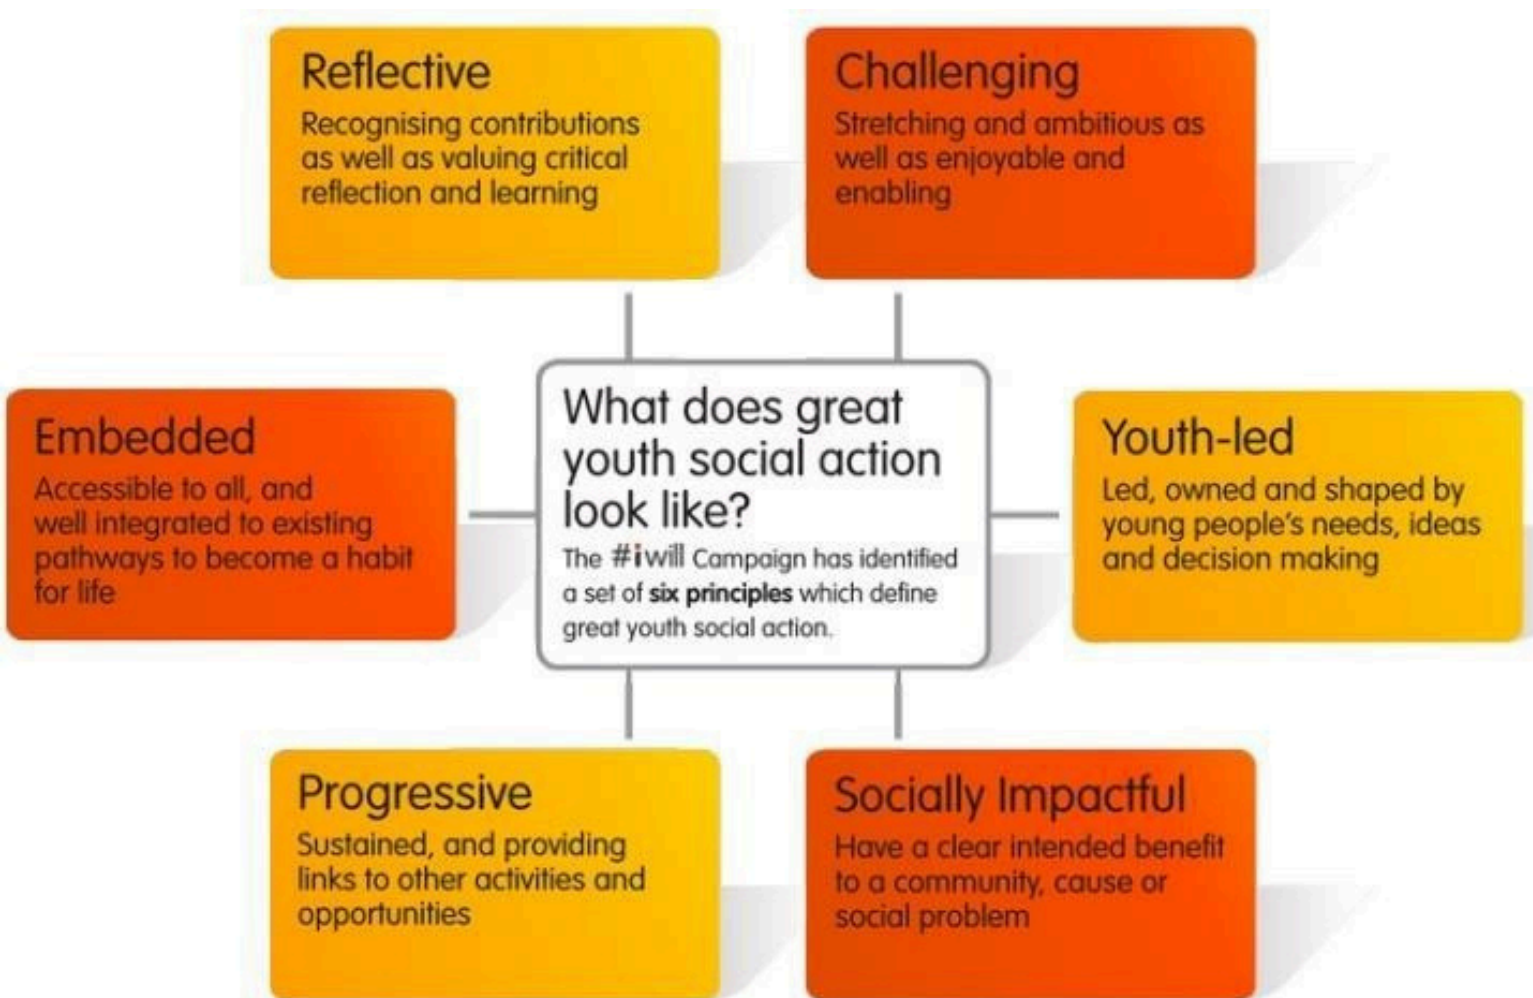 Reflective
Recognising contributions
as well as valuing critical
reflection and learning
Challenging
Stretching and ambitious as
well as enjoyable and
enabling
Embedded
Accessible to all, and
well integrated to existing
pathways to become a habit
for life
What does great
youth social action
look like?
The #iwill Campaign has identified
a set of six principles which define
great youth social action.
Youth-led
Led, owned and shaped by
young people's needs, ideas
and decision making
Progressive
Sustained, and providing
links to other activities and
opportunities
Socially Impactful
Have a clear intended benefit
to a community, cause or
social problem